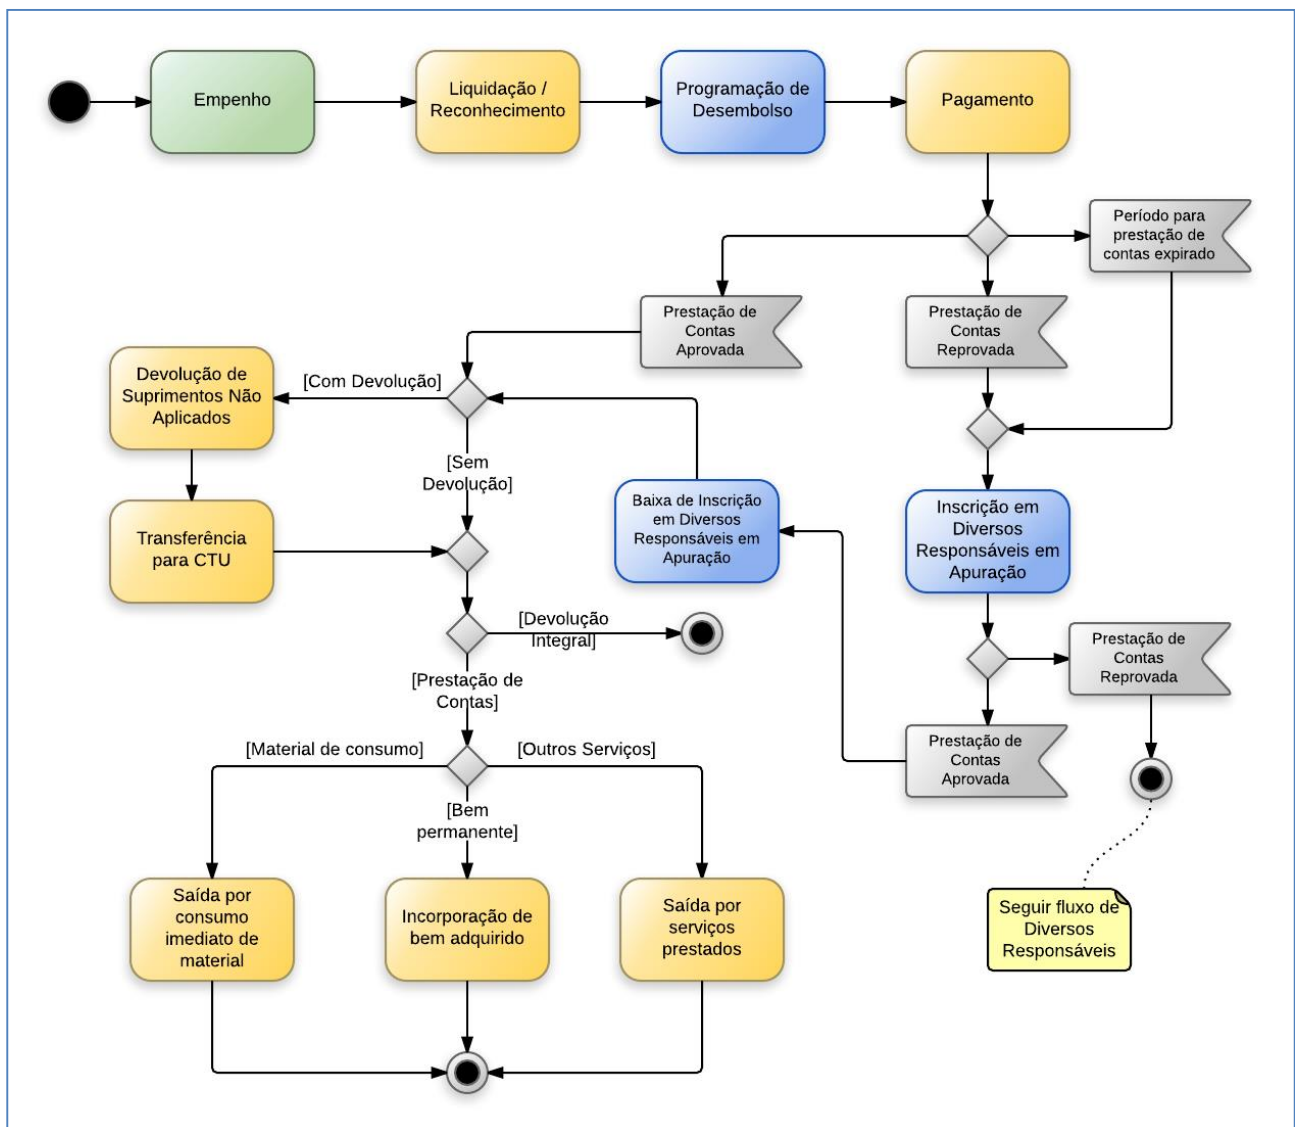 Empenho
Liquidação /
Reconhecimento
Programação de
Desembolso
Pagamento
Período para
prestação de
contas expirado
Prestação de
Contas
Aprovada
Prestação de
Contas
Reprovada
Devolução de
Suprimentos Não
Aplicados
[Com Devolução]
[Sem
Devolução]
Transferência
para CTU
Baixa de Inscrição
em Diversos
Responsáveis em
Apuração
Inscrição em
Diversos
Responsáveis em
Apuração
[Devolução
Integral]
Prestação de
Contas
Reprovada
[Prestação de
Contas]
Prestação de
Contas
Aprovada
[Material de consumo]
[Outros Serviços]
[Bem
permanente]
Saída por
consumo
imediato de
material
Incorporação de
bem adquirido
Saída por
serviços
prestados
Seguir fluxo de
Diversos
Responsáveis